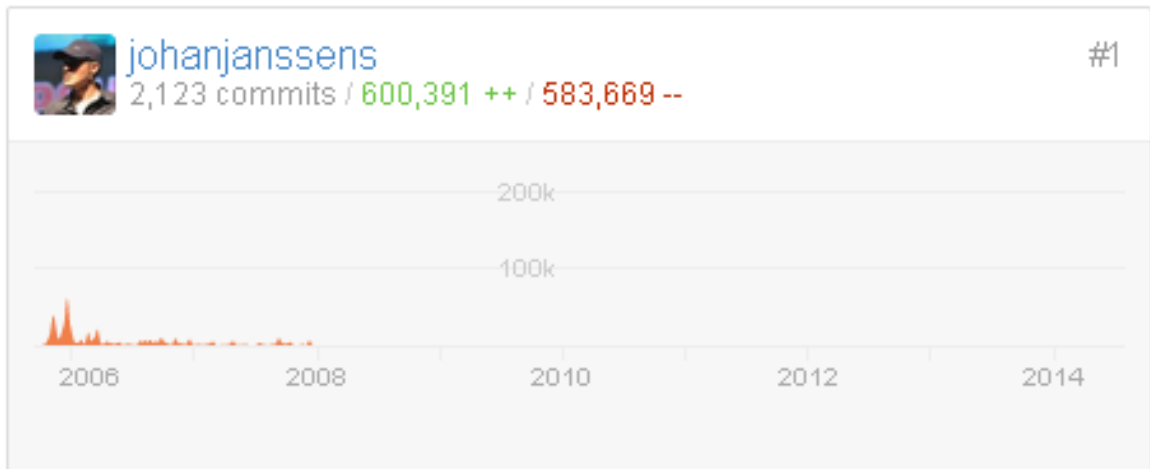 johanjanssens #1
2,123 commits / 600,391 ++ / 583,669 --
200k
100k
2006 2008 2010 2012 2014